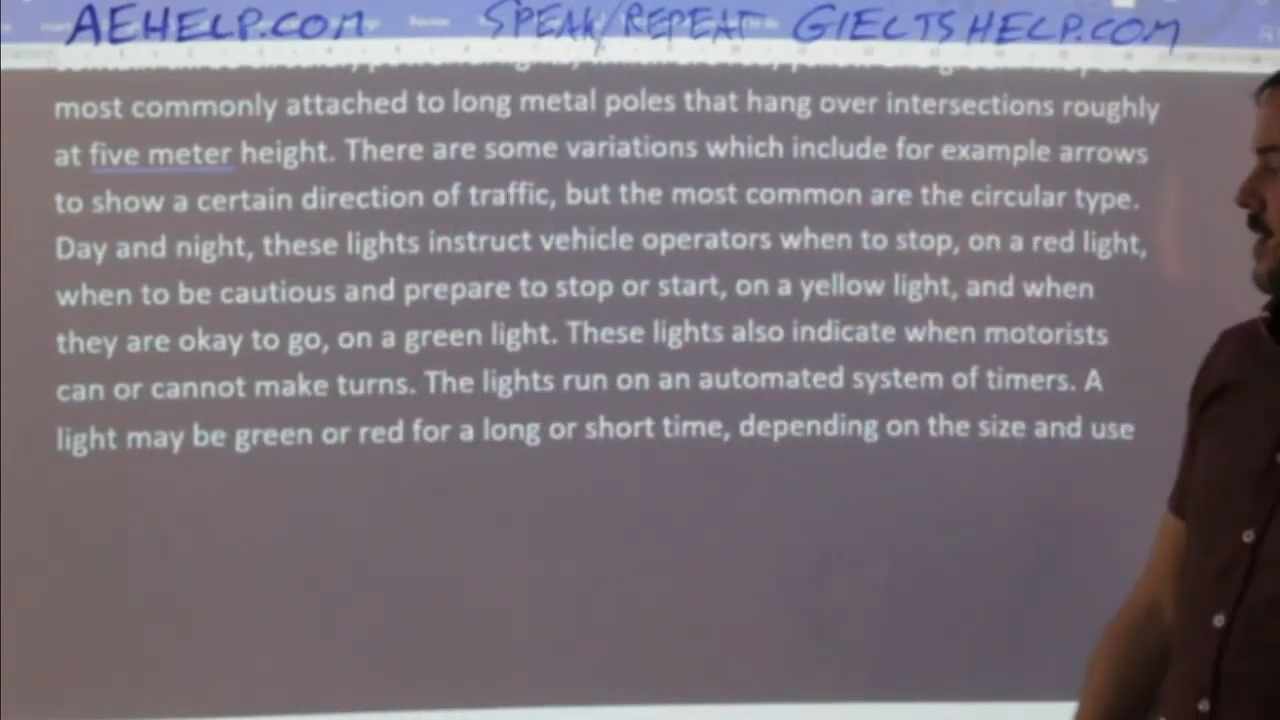 AEHELP.COM SPEAK/REPEAT GIELTSHELP.COM
most commonly attached to long metal poles that hang over intersections roughly
at five meter height. There are some variations which include for example arrows
to show a certain direction of traffic, but the most common are the circular type.
Day and night, these lights instruct vehicle operators when to stop, on a red light,
when to be cautious and prepare to stop or start, on a yellow light, and when
they are okay to go, on a green light. These lights also indicate when motorists
can or cannot make turns. The lights run on an automated system of timers. A
light may be green or red for a long or short time, depending on the size and use